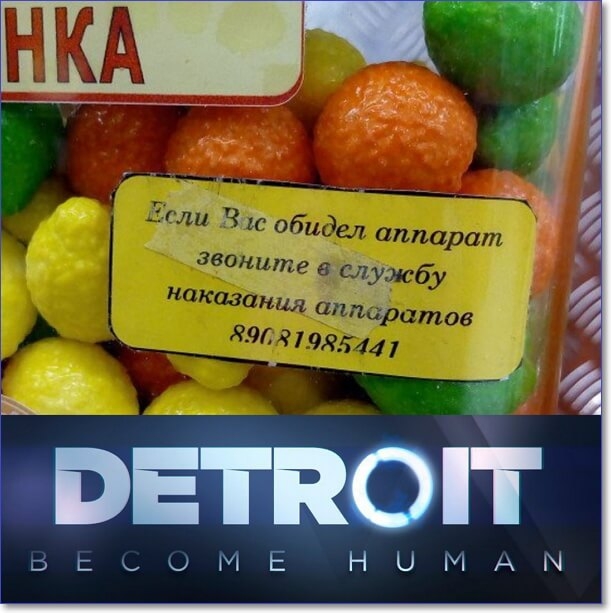 НКА
Если Вас обидел аппарат
звоните в службу
наказания аппаратов
89081985441
DETROIT
BECOME HUMAN